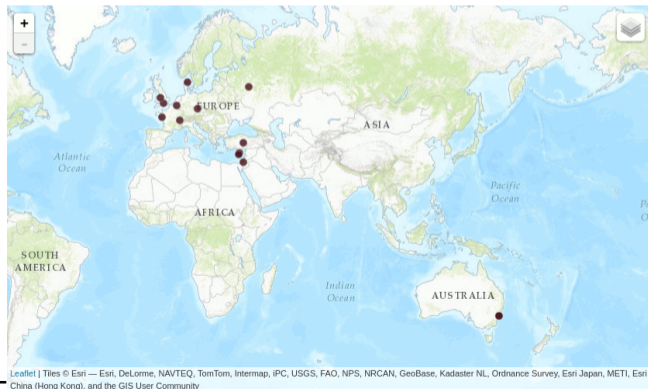 +
-
EUROPE
ASIA
Atlantic
Ocean
Pacific
Ocean
P
O
AFRICA
SOUTH
AMERICA
Indian
Ocean
AUSTRALIA
Leaflet | Tiles © Esri — Esri, DeLorme, NAVTEQ, TomTom, Intermap, iPC, USGS, FAO, NPS, NRCAN, GeoBase, Kadaster NL, Ordnance Survey, Esri Japan, METI, Esri
China (Hong Kong), and the GIS User Community